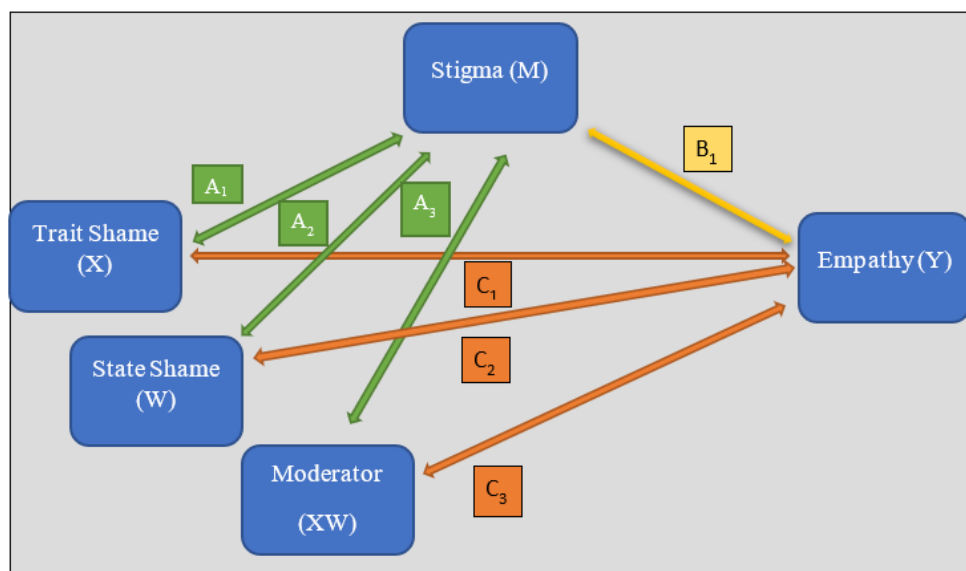 Stigma (M)
B₁
A₁
A₂
A₃
Trait Shame
(X)
Empathy (Y)
C₁
State Shame
(W)
C₂
Moderator
(XW)
C₃